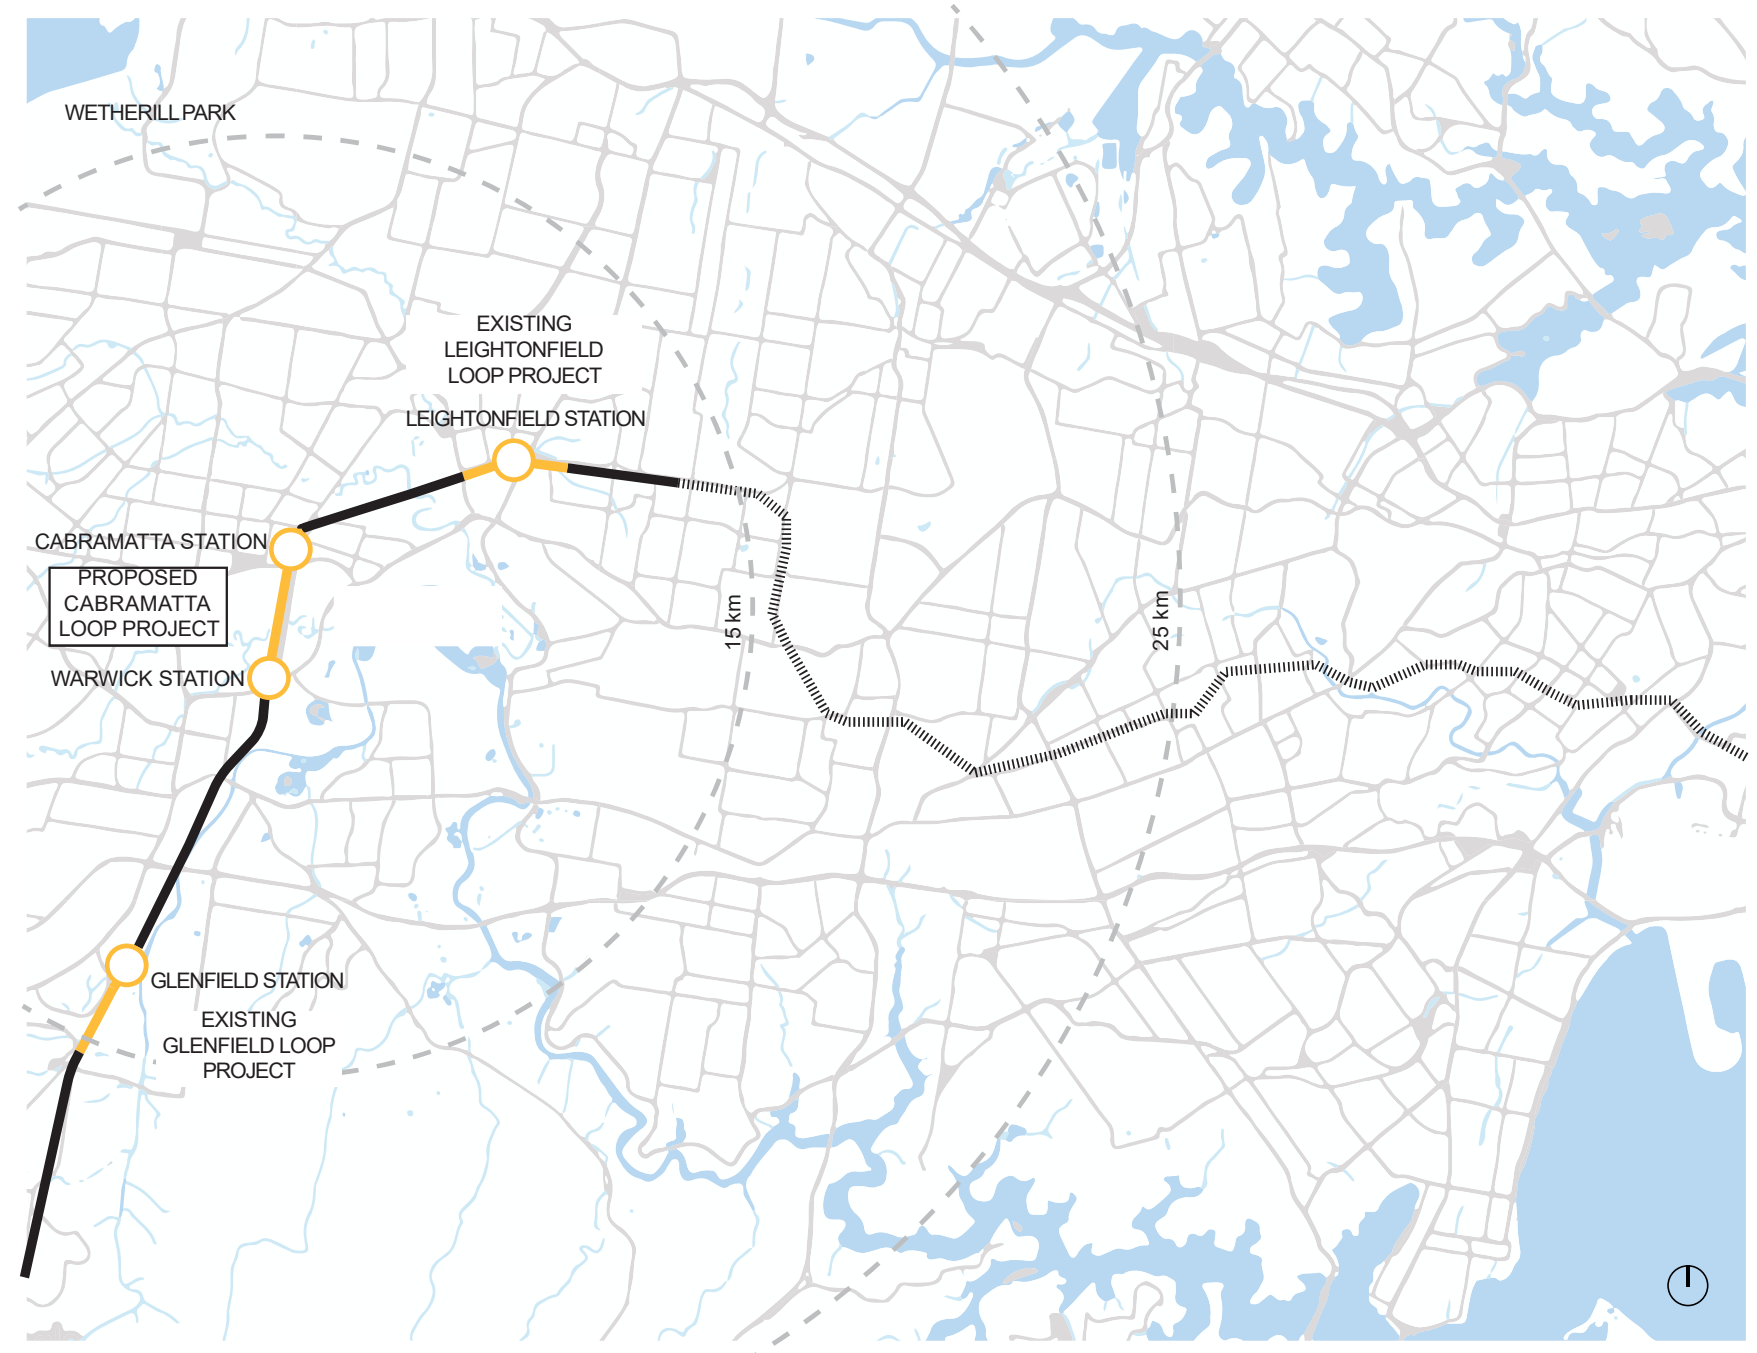 WETHERILL PARK
EXISTING
LEIGHTONFIELD
LOOP PROJECT
LEIGHTONFIELD STATION
CABRAMATTA STATION
PROPOSED
CABRAMATTA
LOOP PROJECT
WARWICK STATION
15 km
25 km
GLENFIELD STATION
EXISTING
GLENFIELD LOOP
PROJECT